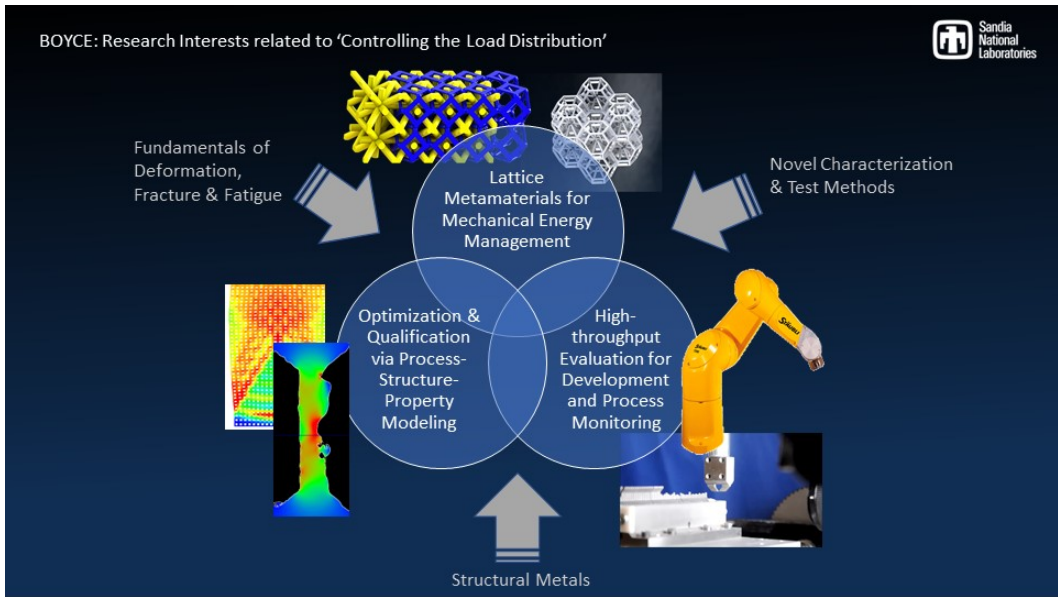 BOYCE: Research Interests related to ‘Controlling the Load Distribution’
Sandia
National
Laboratories
Fundamentals of
Deformation,
Fracture & Fatigue
Novel Characterization
& Test Methods
Lattice
Metamaterials for
Mechanical Energy
Management
Optimization &
Qualification
via Process-
Structure-
Property
Modeling
High-
throughput
Evaluation for
Development
and Process
Monitoring
STÄUBLI
Structural Metals